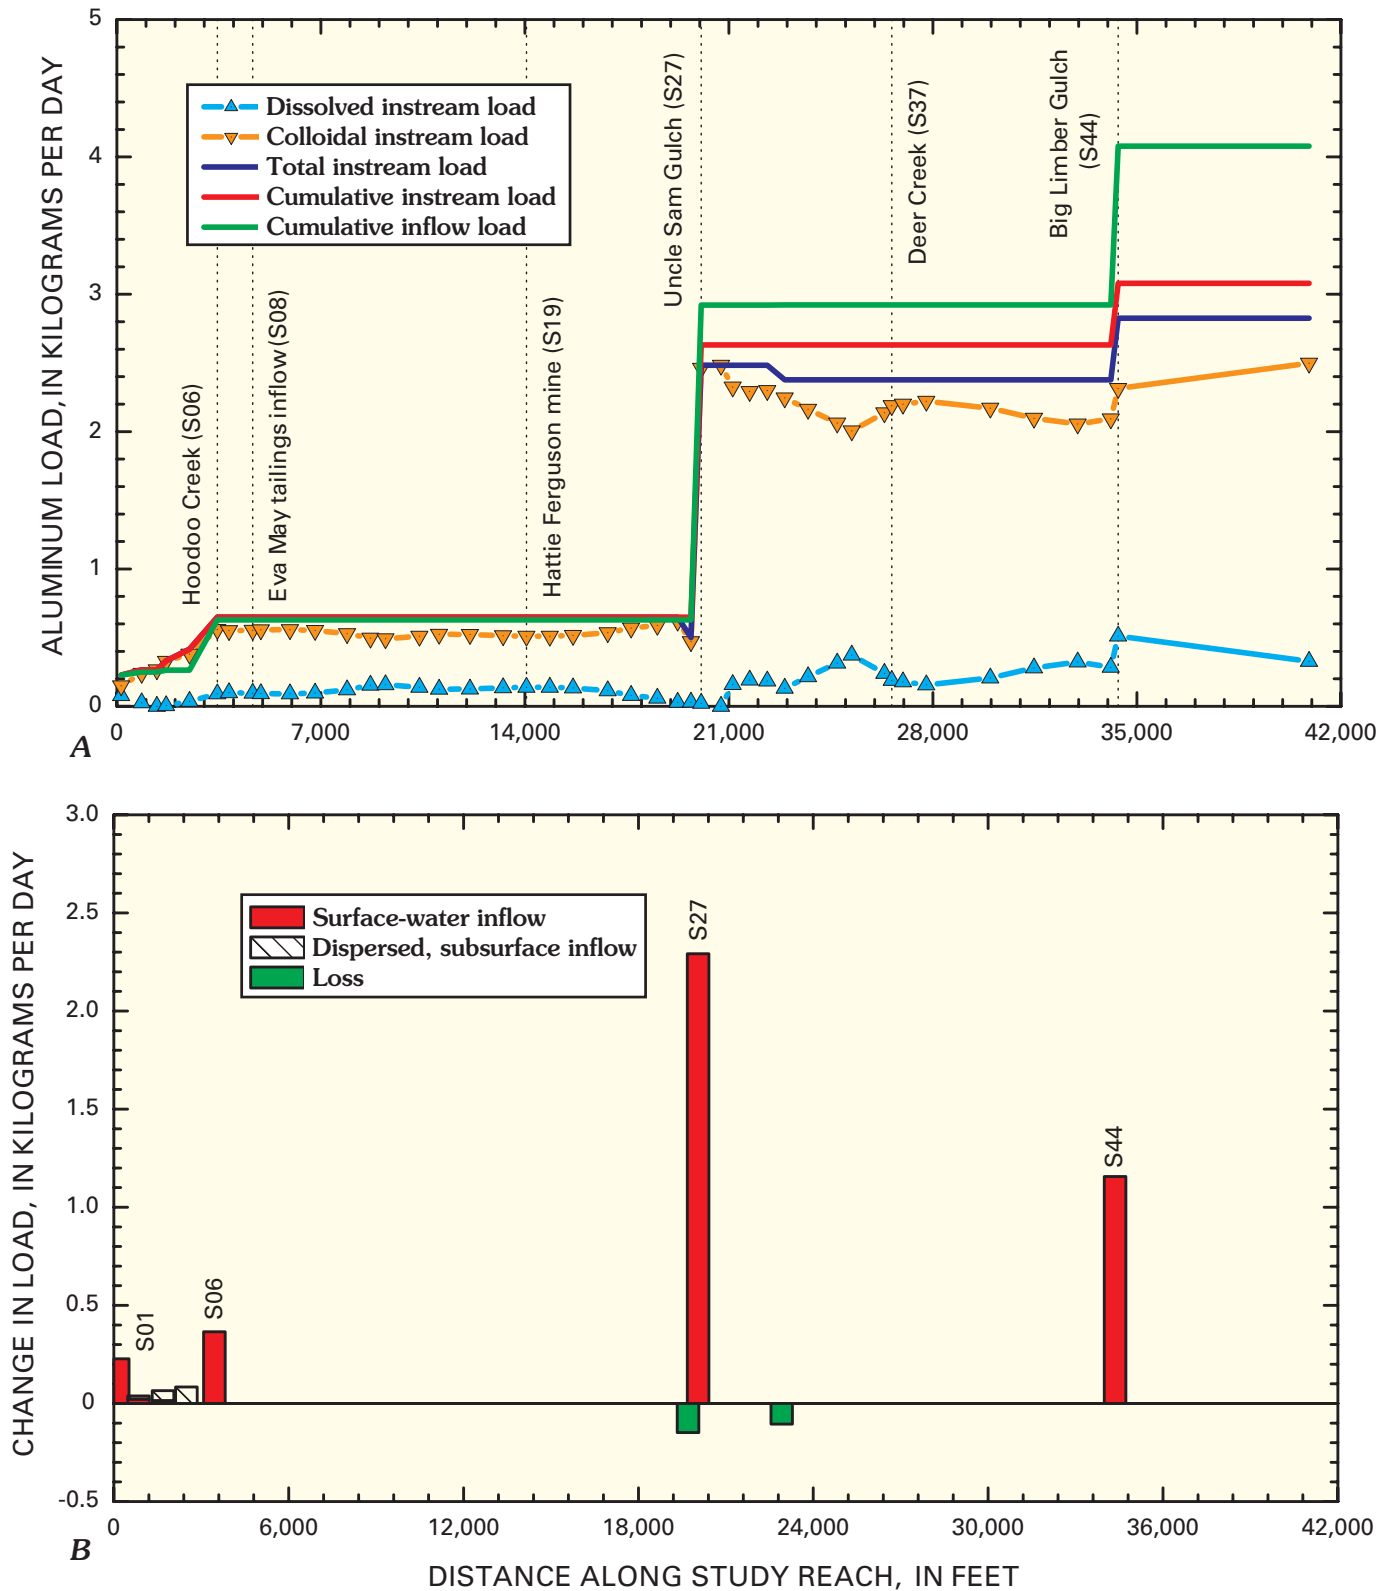 5
4
3
2
1
0
ALUMINUM LOAD, IN KILOGRAMS PER DAY
Dissolved instream load
Colloidal instream load
Total instream load
Cumulative instream load
Cumulative inflow load
Hoodoo Creek (S06)
Eva May tailings inflow (S08)
Hattie Ferguson mine (S19)
Uncle Sam Gulch (S27)
Deer Creek (S37)
Big Limber Gulch
(S44)
0 7,000 14,000 21,000 28,000 35,000 42,000
A
3.0
2.5
2.0
1.5
1.0
0.5
0
-0.5
CHANGE IN LOAD, IN KILOGRAMS PER DAY
Surface-water inflow
Dispersed, subsurface inflow
Loss
S01
S06
S27
S44
0 6,000 12,000 18,000 24,000 30,000 36,000 42,000
B
DISTANCE ALONG STUDY REACH, IN FEET